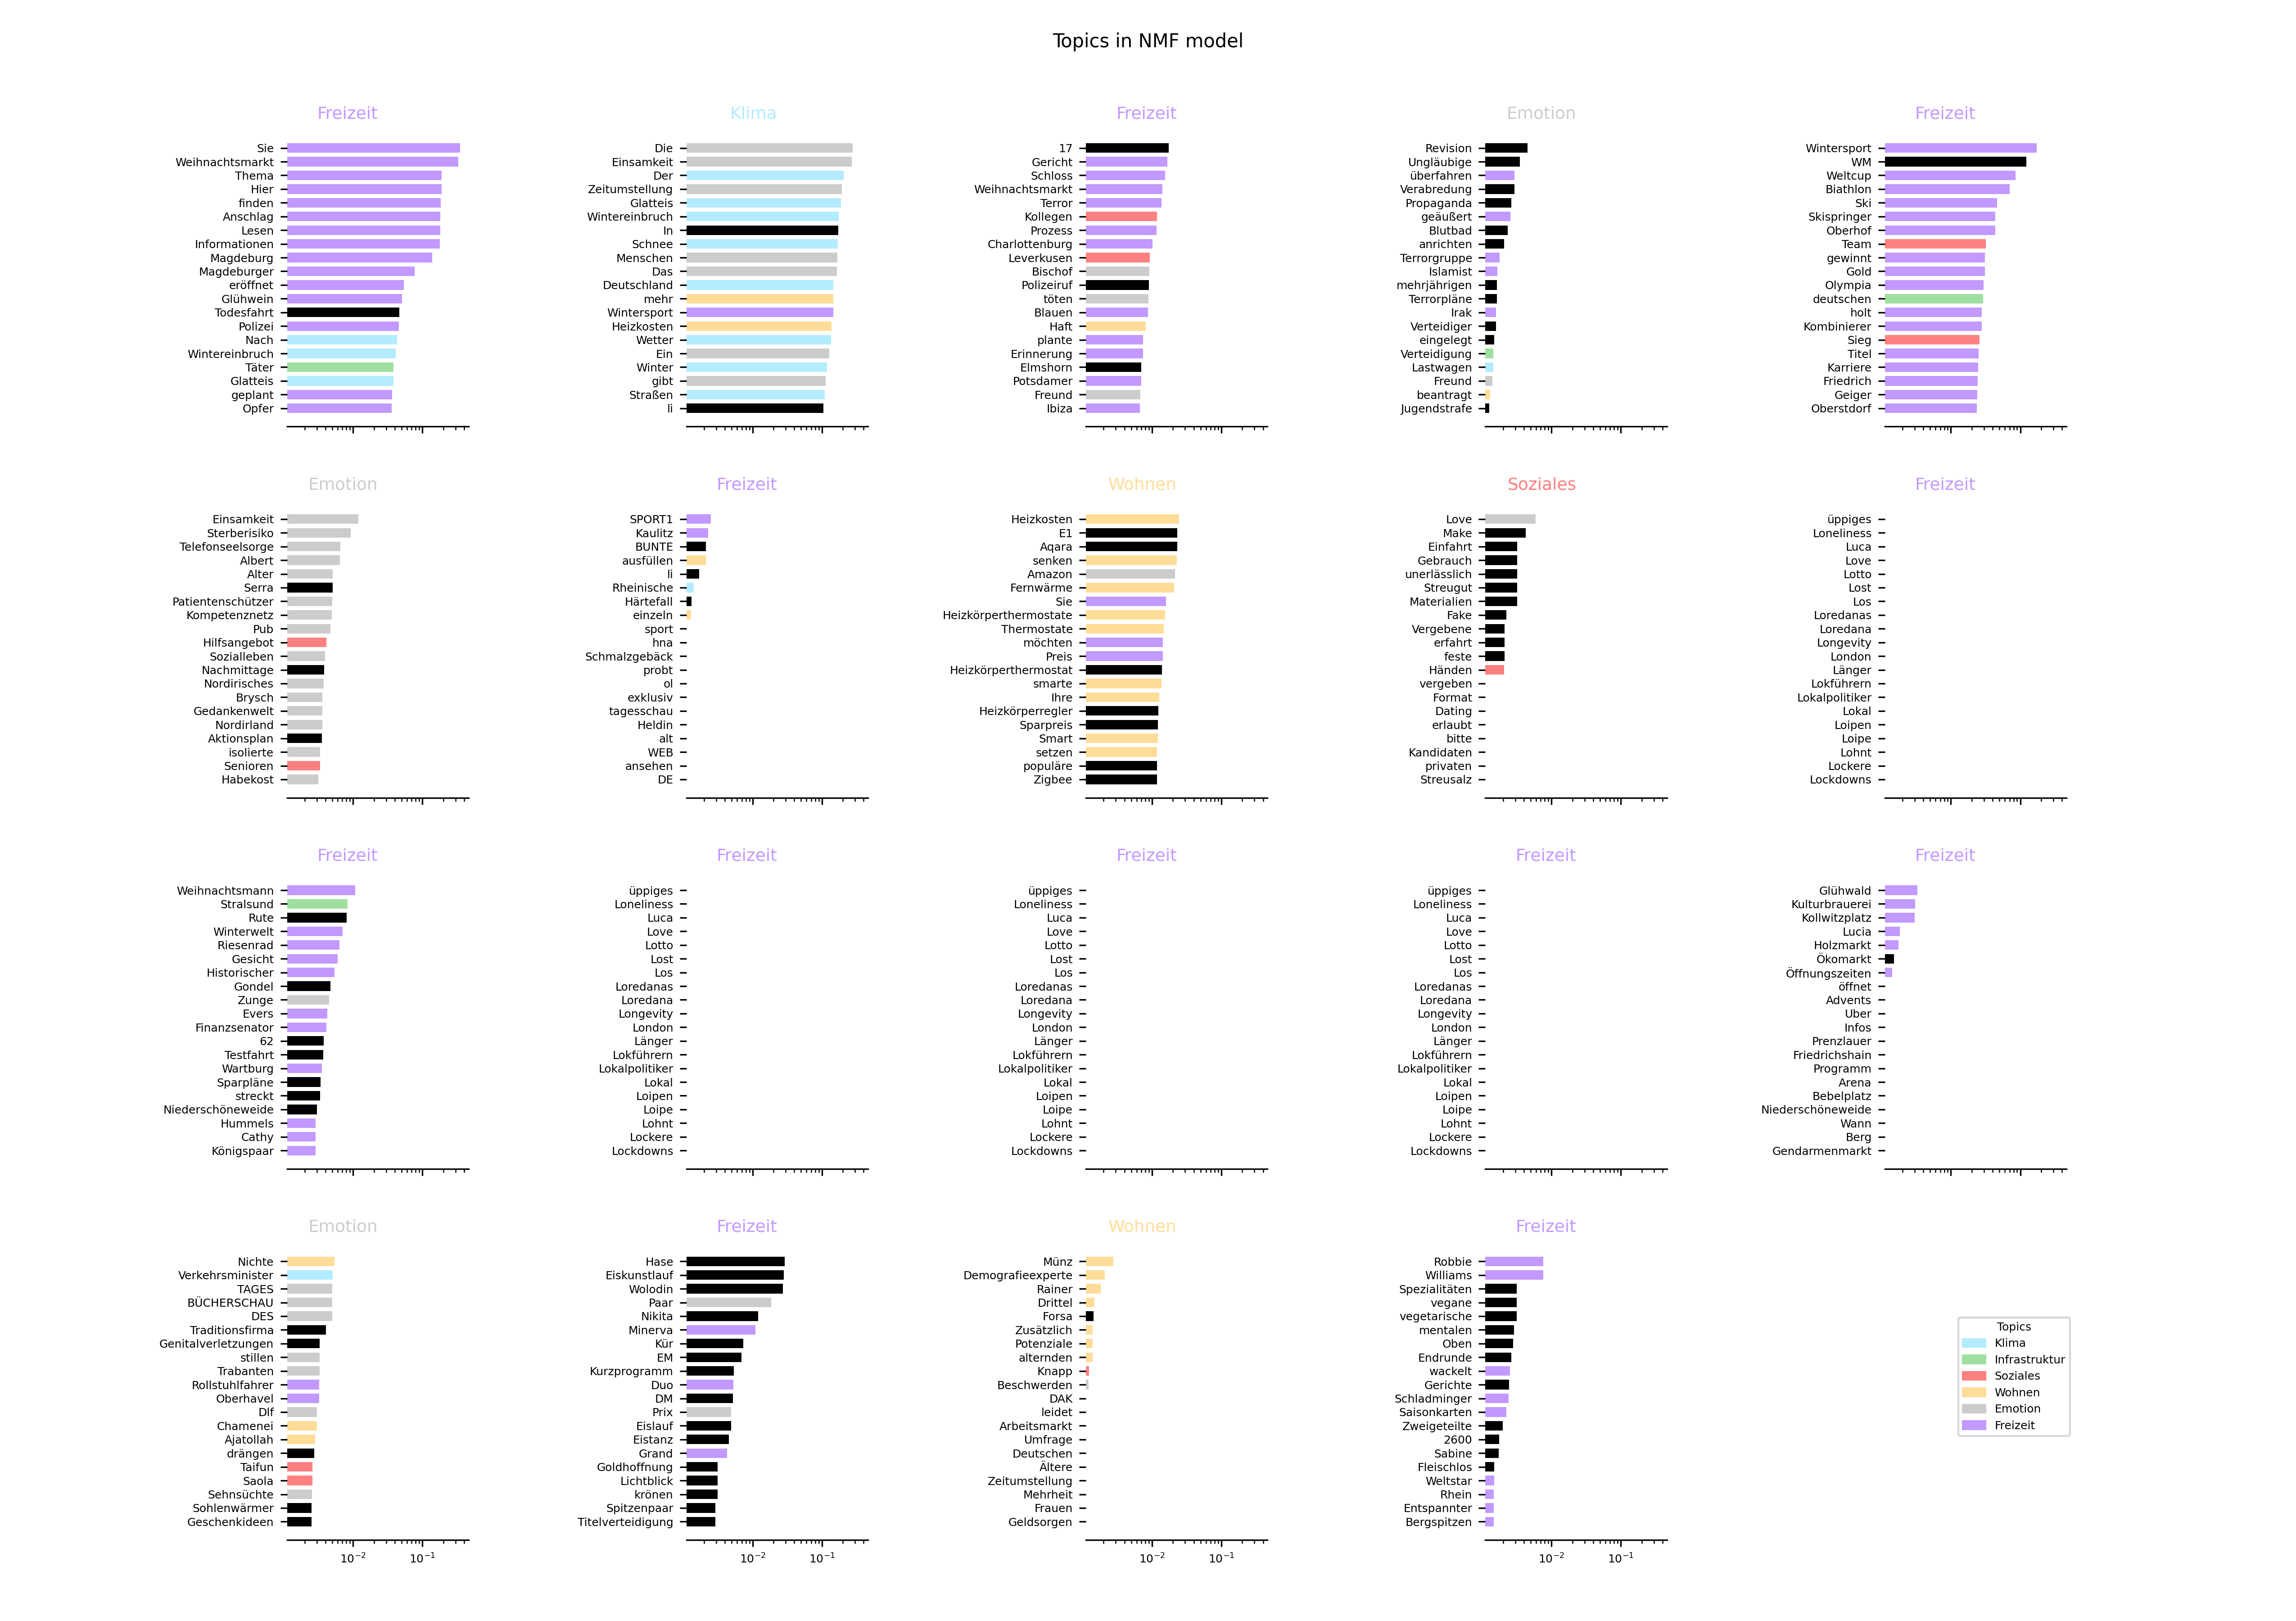 Topics in NMF model
Freizeit
Sie
Weihnachtsmarkt
Thema
Hier
finden
Anschlag
Lesen
Informationen
Magdeburg
Magdeburger
eröffnet
Glühwein
Todesfahrt
Polizei
Nach
Wintereinbruch
Täter
Glatteis
geplant
Opfer
Klima
Die
Einsamkeit
Der
Zeitumstellung
Glatteis
Wintereinbruch
In
Schnee
Menschen
Das
Deutschland
mehr
Wintersport
Heizkosten
Wetter
Ein
Winter
gibt
Straßen
li
Freizeit
17
Gericht
Schloss
Weihnachtsmarkt
Terror
Kollegen
Prozess
Charlottenburg
Leverkusen
Bischof
Polizeiruf
töten
Blauen
Haft
plante
Erinnerung
Elmshorn
Potsdamer
Freund
Ibiza
Emotion
Revision
Ungläubige
überfahren
Verabredung
Propaganda
geäußert
Blutbad
anrichten
Terrorgruppe
Islamist
mehrjährigen
Terrorpläne
Irak
Verteidiger
eingelegt
Verteidigung
Lastwagen
Freund
beantragt
Jugendstrafe
Freizeit
Wintersport
WM
Weltcup
Biathlon
Ski
Skispringer
Oberhof
Team
gewinnt
Gold
Olympia
deutschen
holt
Kombinierer
Sieg
Titel
Karriere
Friedrich
Geiger
Oberstdorf
Emotion
Einsamkeit
Sterberisiko
Telefonseelsorge
Albert
Alter
Serra
Patientenschützer
Kompetenznetz
Pub
Hilfsangebot
Sozialleben
Nachmittage
Nordirisches
Brysch
Gedankenwelt
Nordirland
Aktionsplan
isolierte
Senioren
Habekost
Freizeit
SPORT1
Kaulitz
BUNTE
ausfüllen
li
Rheinische
Härtefall
einzeln
sport
hna
Schmalzgebäck
probt
ol
exklusiv
tagesschau
Heldin
alt
WEB
ansehen
DE
Wohnen
Heizkosten
E1
Aqara
senken
Amazon
Fernwärme
Sie
Heizkörperthermostate
Thermostate
möchten
Preis
Heizkörperthermostat
smarte
Ihre
Heizkörperregler
Sparpreis
Smart
setzen
populäre
Zigbee
Soziales
Love
Make
Einfahrt
Gebrauch
unerlässlich
Streugut
Materialien
Fake
Vergebene
erfahrt
feste
Händen
vergeben
Format
Dating
erlaubt
bitte
Kandidaten
privaten
Streusalz
Freizeit
üppiges
Loneliness
Luca
Love
Lotto
Lost
Los
Loredanas
Loredana
Longevity
London
Länger
Lokführern
Lokalpolitiker
Lokal
Loipen
Loipe
Lohnt
Lockere
Lockdowns
Freizeit
Weihnachtsmann
Stralsund
Rute
Winterwelt
Riesenrad
Gesicht
Historischer
Gondel
Zunge
Evers
Finanzsenator
62
Testfahrt
Wartburg
Sparpläne
streckt
Niederschöneweide
Hummels
Cathy
Königspaar
Freizeit
üppiges
Loneliness
Luca
Love
Lotto
Lost
Los
Loredanas
Loredana
Longevity
London
Länger
Lokführern
Lokalpolitiker
Lokal
Loipen
Loipe
Lohnt
Lockere
Lockdowns
Freizeit
üppiges
Loneliness
Luca
Love
Lotto
Lost
Los
Loredanas
Loredana
Longevity
London
Länger
Lokführern
Lokalpolitiker
Lokal
Loipen
Loipe
Lohnt
Lockere
Lockdowns
Freizeit
üppiges
Loneliness
Luca
Love
Lotto
Lost
Los
Loredanas
Loredana
Longevity
London
Länger
Lokführern
Lokalpolitiker
Lokal
Loipen
Loipe
Lohnt
Lockere
Lockdowns
Freizeit
Glühwald
Kulturbrauerei
Kollwitzplatz
Lucia
Holzmarkt
Ökomarkt
Öffnungszeiten
öffnet
Advents
Uber
Infos
Prenzlauer
Friedrichshain
Programm
Arena
Bebelplatz
Niederschöneweide
Wann
Berg
Gendarmenmarkt
Emotion
Nichte
Verkehrsminister
TAGES
BÜCHERSCHAU
DES
Traditionsfirma
Genitalverletzungen
stillen
Trabanten
Rollstuhlfahrer
Oberhavel
Dlf
Chamenei
Ajatollah
drängen
Taifun
Saola
Sehnsüchte
Sohlenwärmer
Geschenkideen
10⁻² 10⁻¹
Freizeit
Hase
Eiskunstlauf
Wolodin
Paar
Nikita
Minerva
Kür
EM
Kurzprogramm
Duo
DM
Prix
Eislauf
Eistanz
Grand
Goldhoffnung
Lichtblick
krönen
Spitzenpaar
Titelverteidigung
10⁻² 10⁻¹
Wohnen
Münz
Demografieexperte
Rainer
Drittel
Forsa
Zusätzlich
Potenziale
alternden
Knapp
Beschwerden
DAK
leidet
Arbeitsmarkt
Umfrage
Deutschen
Ältere
Zeitumstellung
Mehrheit
Frauen
Geldsorgen
10⁻² 10⁻¹
Freizeit
Robbie
Williams
Spezialitäten
vegane
vegetarische
mentalen
Oben
Endrunde
wackelt
Gerichte
Schladminger
Saisonkarten
Zweigeteilte
2600
Sabine
Fleischlos
Weltstar
Rhein
Entspannter
Bergspitzen
10⁻² 10⁻¹
Topics
Klima
Infrastruktur
Soziales
Wohnen
Emotion
Freizeit